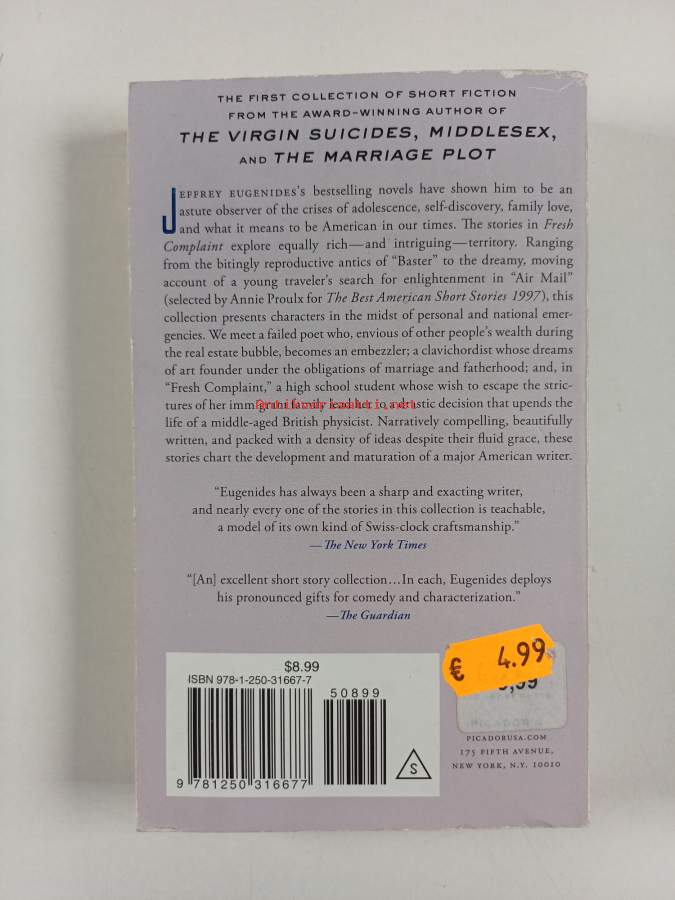 THE FIRST COLLECTION OF SHORT FICTION
FROM THE AWARD-WINNING AUTHOR OF
THE VIRGIN SUICIDES, MIDDLESEX,
AND THE MARRIAGE PLOT
JEFFREY EUGENIDES's bestselling novels have shown him to be an
astute observer of the crises of adolescence, self-discovery, family love,
and what it means to be American in our times. The stories in Fresh
Complaint explore equally rich—and intriguing—territory. Ranging
from the bitingly reproductive antics of “Baster” to the dreamy, moving
account of a young traveler's search for enlightenment in “Air Mail”
(selected by Annie Proulx for The Best American Short Stories 1997), this
collection presents characters in the midst of personal and national emer-
gencies. We meet a failed poet who, envious of other people's wealth during
the real estate bubble, becomes an embezzler; a clavichordist whose dreams
of art founder under the obligations of marriage and fatherhood; and, in
“Fresh Complaint,” a high school student whose wish to escape the stric-
tures of her immigrant family lead her to a drastic decision that upends the
life of a middle-aged British physicist. Narratively compelling, beautifully
written, and packed with a density of ideas despite their fluid grace, these
stories chart the development and maturation of a major American writer.
“Eugenides has always been a sharp and exacting writer,
and nearly every one of the stories in this collection is teachable,
a model of its own kind of Swiss-clock craftsmanship.”
—The New York Times
“[An] excellent short story collection…In each, Eugenides deploys
his pronounced gifts for comedy and characterization.”
—The Guardian
€ 4.99
$8.99
ISBN 978-1-250-31667-7
50899
9 781250 316677
S
PICADORUSA.COM
175 FIFTH AVENUE,
NEW YORK, N.Y. 10010